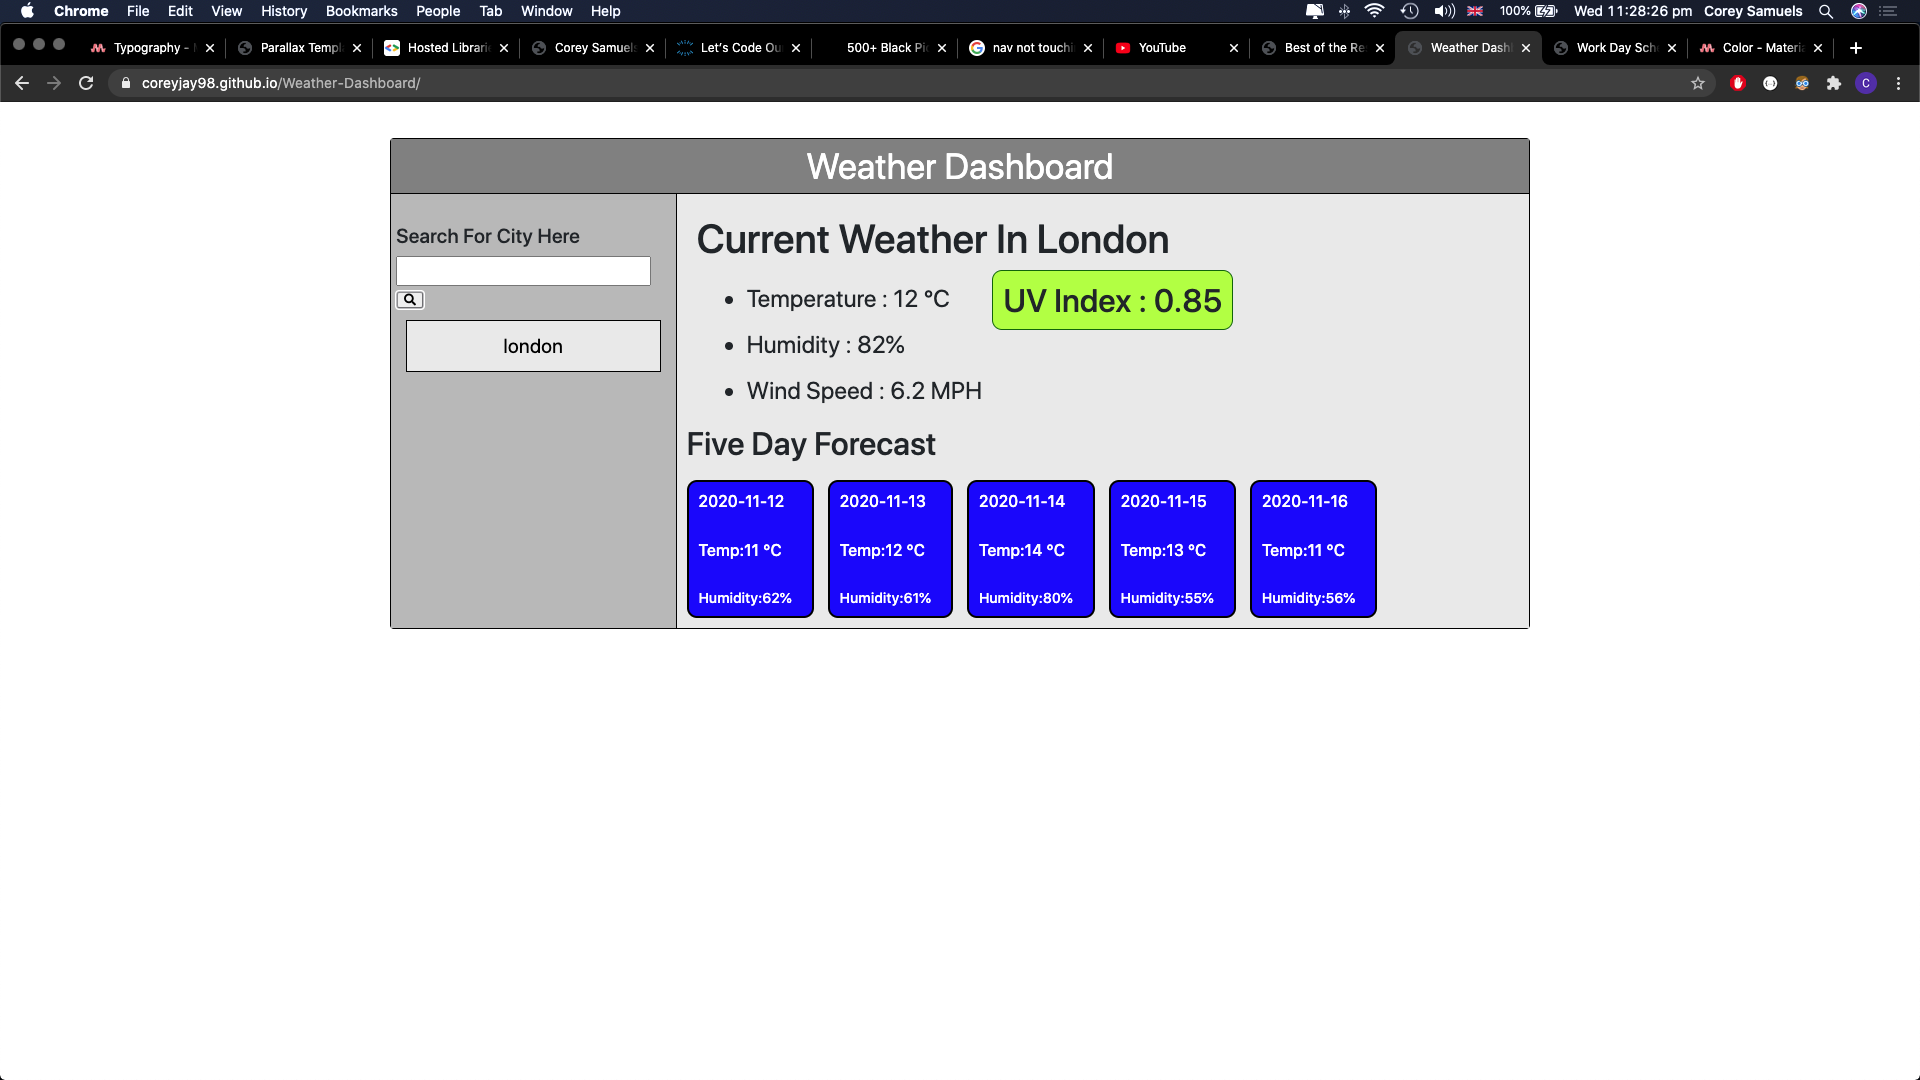 Chrome File Edit View History Bookmarks People Tab Window Help 100% Wed 11:28:26 pm Corey Samuels
Typography - Parallax Templ Hosted Librarie Corey Samuels Let's Code Ou 500+ Black Pic nav not touchi YouTube Best of the Re Weather Dash Work Day Sch Color - Materia
coreyjay98.github.io/Weather-Dashboard/ C
Weather Dashboard
Search For City Here
london
Current Weather In London
Temperature : 12 °C
UV Index : 0.85
Humidity : 82%
Wind Speed : 6.2 MPH
Five Day Forecast
2020-11-12 2020-11-13 2020-11-14 2020-11-15 2020-11-16
Temp:11 °C Temp:12 °C Temp:14 °C Temp:13 °C Temp:11 °C
Humidity:62% Humidity:61% Humidity:80% Humidity:55% Humidity:56%